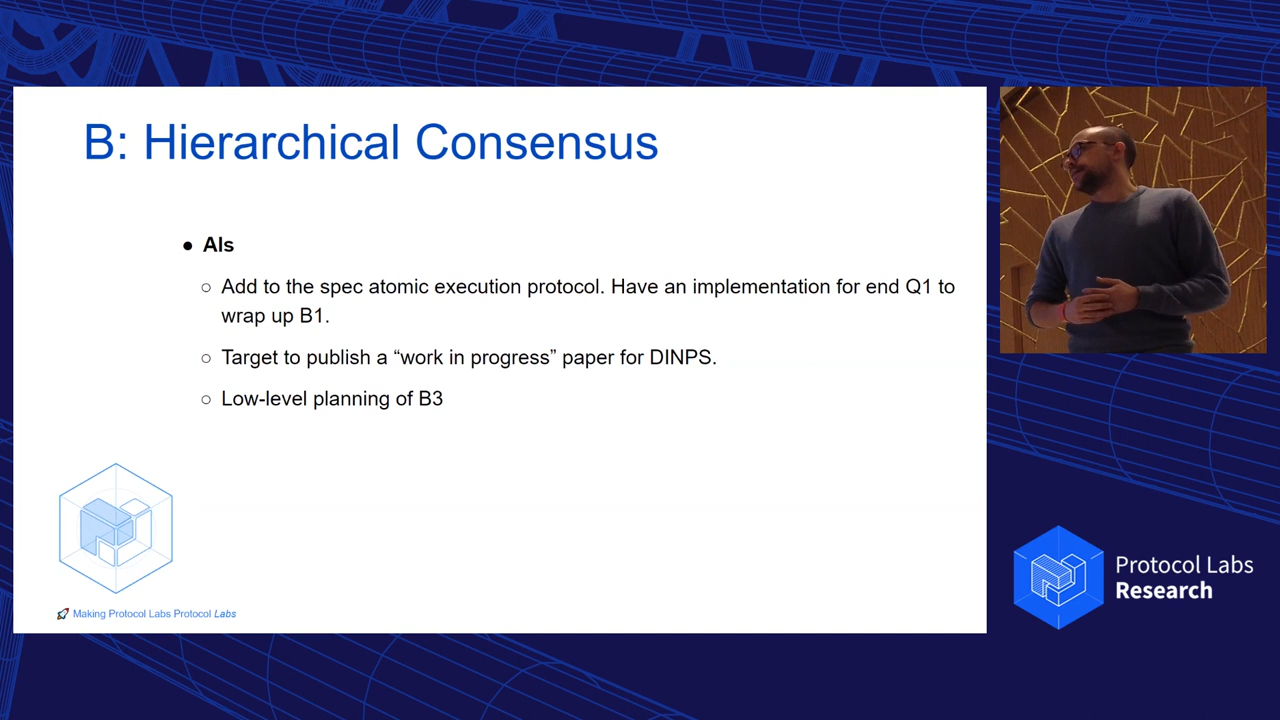 B: Hierarchical Consensus
● AIs
○ Add to the spec atomic execution protocol. Have an implementation for end Q1 to
wrap up B1.
○ Target to publish a “work in progress” paper for DINPS.
○ Low-level planning of B3
🚀 Making Protocol Labs Protocol Labs
Protocol Labs
Research